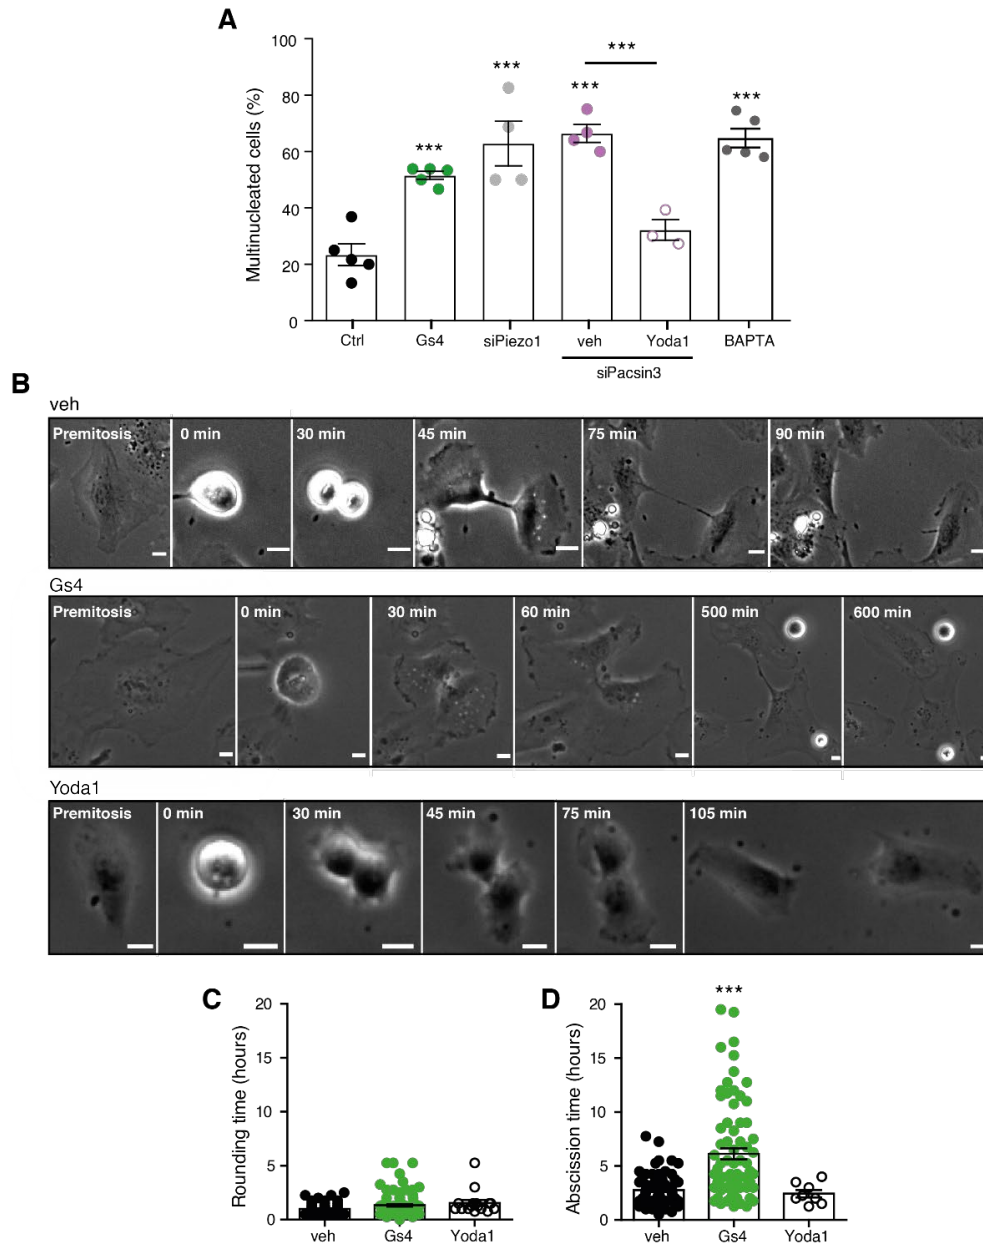 A
Multinucleated cells (%)
100
80
60
40
20
0
***
***
***
***
***
Ctrl
Gs4
siPiezo1
veh
Yoda1
BAPTA
siPacsin3
B
veh
Premitosis 0 min 30 min 45 min 75 min 90 min
Gs4
Premitosis 0 min 30 min 60 min 500 min 600 min
Yoda1
Premitosis 0 min 30 min 45 min 75 min 105 min
C
Rounding time (hours)
20
15
10
5
0
veh Gs4 Yoda1
D
Abscission time (hours)
20
15
10
5
0
***
veh Gs4 Yoda1